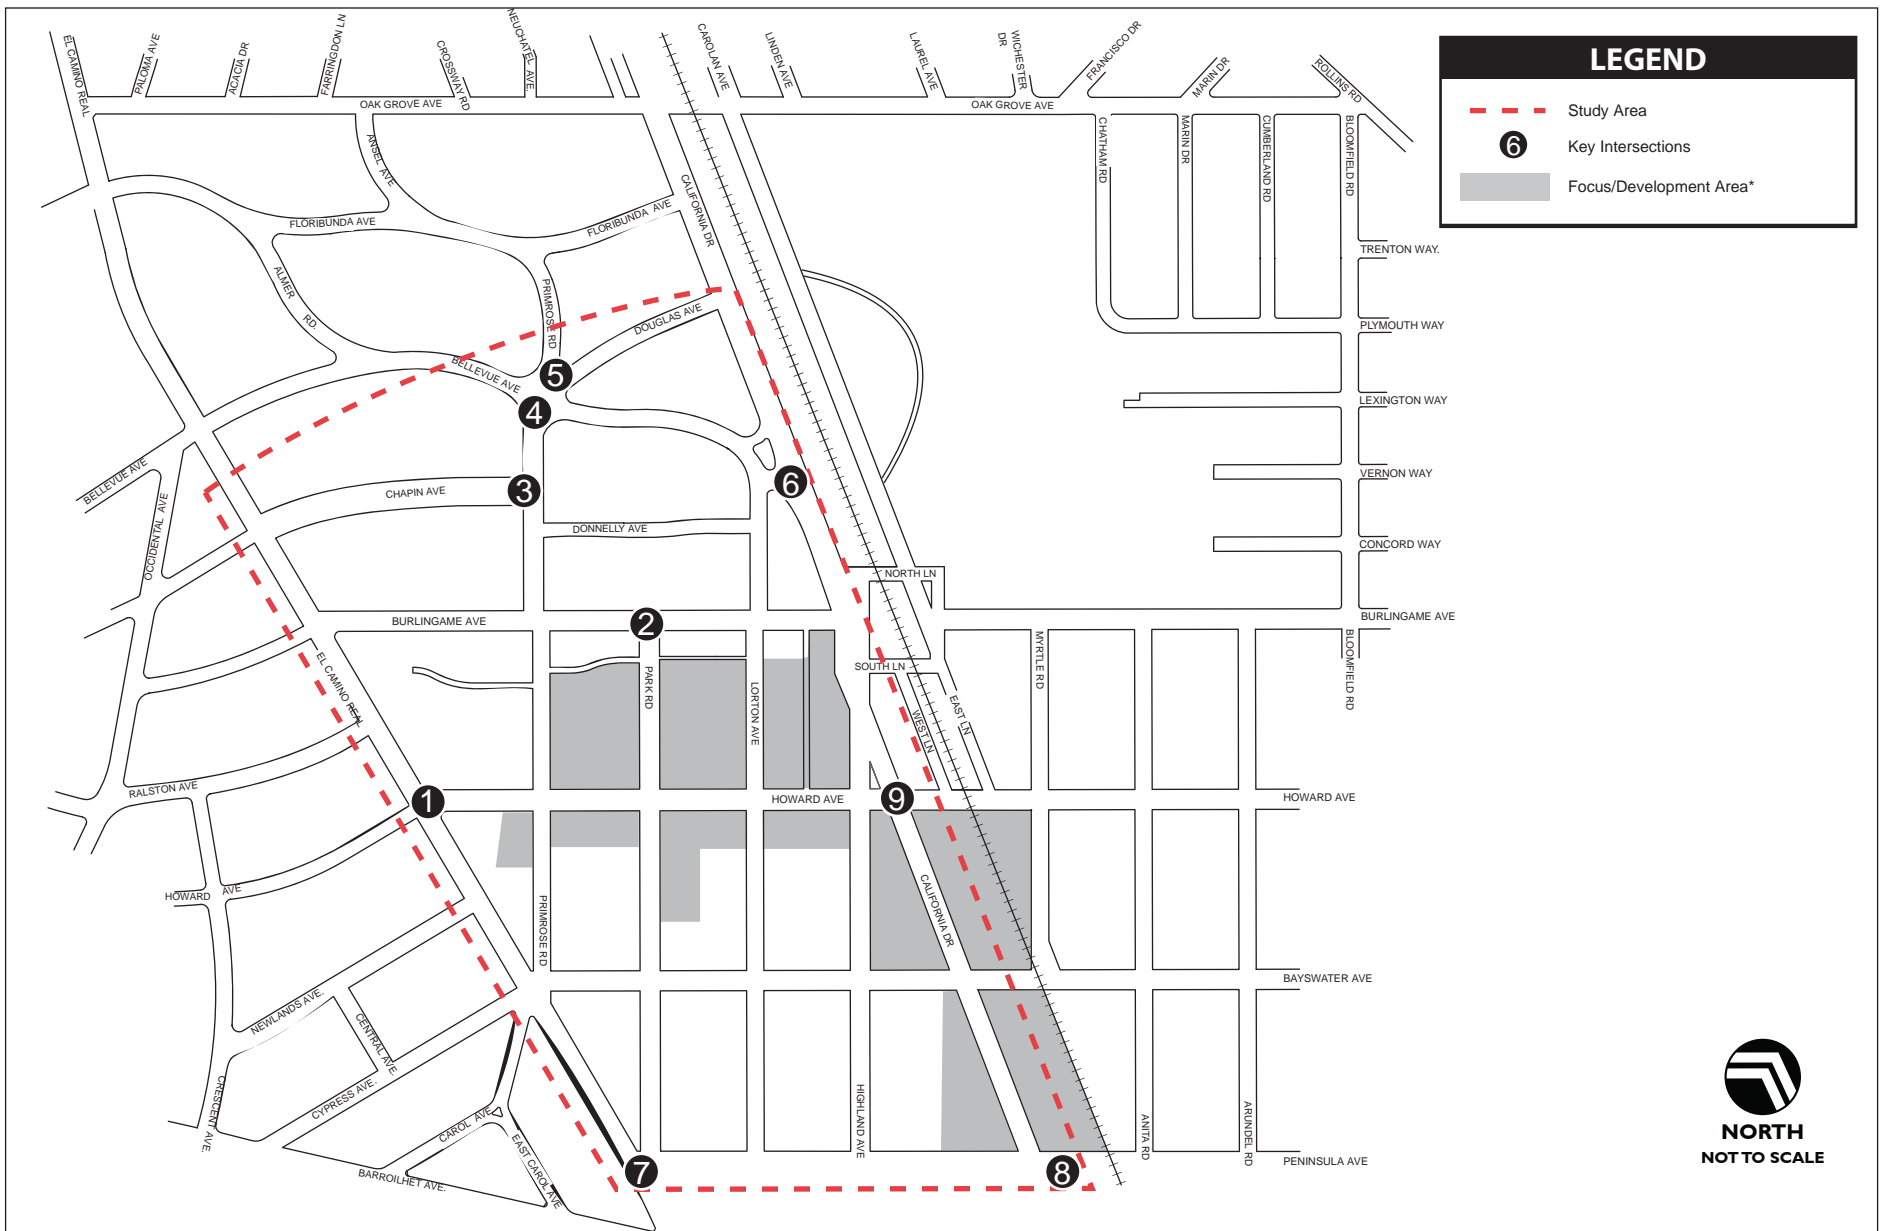 LEGEND
Study Area
6
Key Intersections
Focus/Development Area*
EL CAMINO REAL
PALOMA AVE
ACACIA DR
FARRINGDON LN
CROSSWAY RD
NEUCHATEL AVE.
CAROLAN AVE
LINDEN AVE
LAUREL AVE
WICHESTER
DR
FRANCISCO DR
MARIN DR
ROLLINS RD
OAK GROVE AVE
OAK GROVE AVE
ANSEL AVE
CALIFORNIA DR
CHATHAM RD
MARIN DR
CUMBERLAND RD
BLOOMFIELD RD
FLORIBUNDA AVE
FLORIBUNDA AVE
TRENTON WAY.
ALMER
RD.
PRIMROSE RD
DOUGLAS AVE
PLYMOUTH WAY
BELLEVUE AVE
5
4
LEXINGTON WAY
BELLEVUE AVE
OCCIDENTAL AVE
CHAPIN AVE
3
6
VERNON WAY
DONNELLY AVE
CONCORD WAY
NORTH LN
BURLINGAME AVE
2
BURLINGAME AVE
EL CAMINO REAL
PARK RD
LORTON AVE
SOUTH LN
WEST LN
EAST LN
MYRTLE RD
BLOOMFIELD RD
RALSTON AVE
1
HOWARD AVE
9
HOWARD AVE
HOWARD
AVE
PRIMROSE RD
CALIFORNIA DR
BAYSWATER AVE
NEWLANDS AVE.
CENTRAL AVE.
CYPRESS AVE.
CRESCENT AVE.
CAROL AVE
EAST CAROL AVE
BARROILHET AVE.
7
HIGHLAND AVE
8
ANITA RD
ARUNDEL RD
PENINSULA AVE
NORTH
NOT TO SCALE